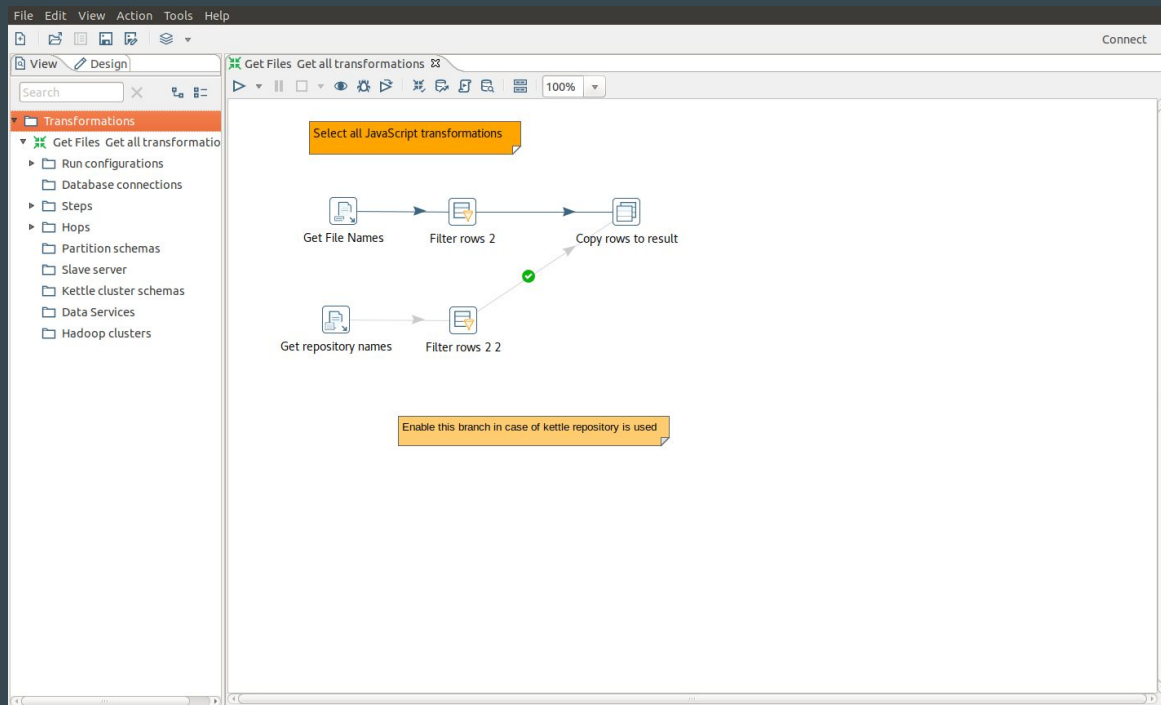 File Edit View Action Tools Help
Connect
View Design
Get Files Get all transformations
Search
100%
Transformations
Get Files Get all transformatio
Run configurations
Database connections
Steps
Hops
Partition schemas
Slave server
Kettle cluster schemas
Data Services
Hadoop clusters
Select all JavaScript transformations
Get File Names
Filter rows 2
Copy rows to result
Get repository names
Filter rows 2 2
Enable this branch in case of kettle repository is used